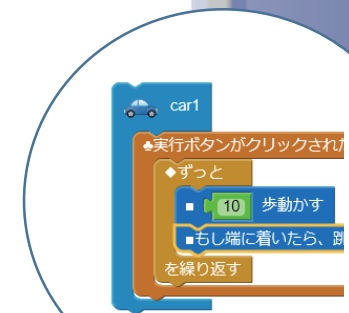 car1
♣実行ボタンがクリックされた
◆ずっと
■ 10 歩動かす
■もし端に着いたら、跳
を繰り返す